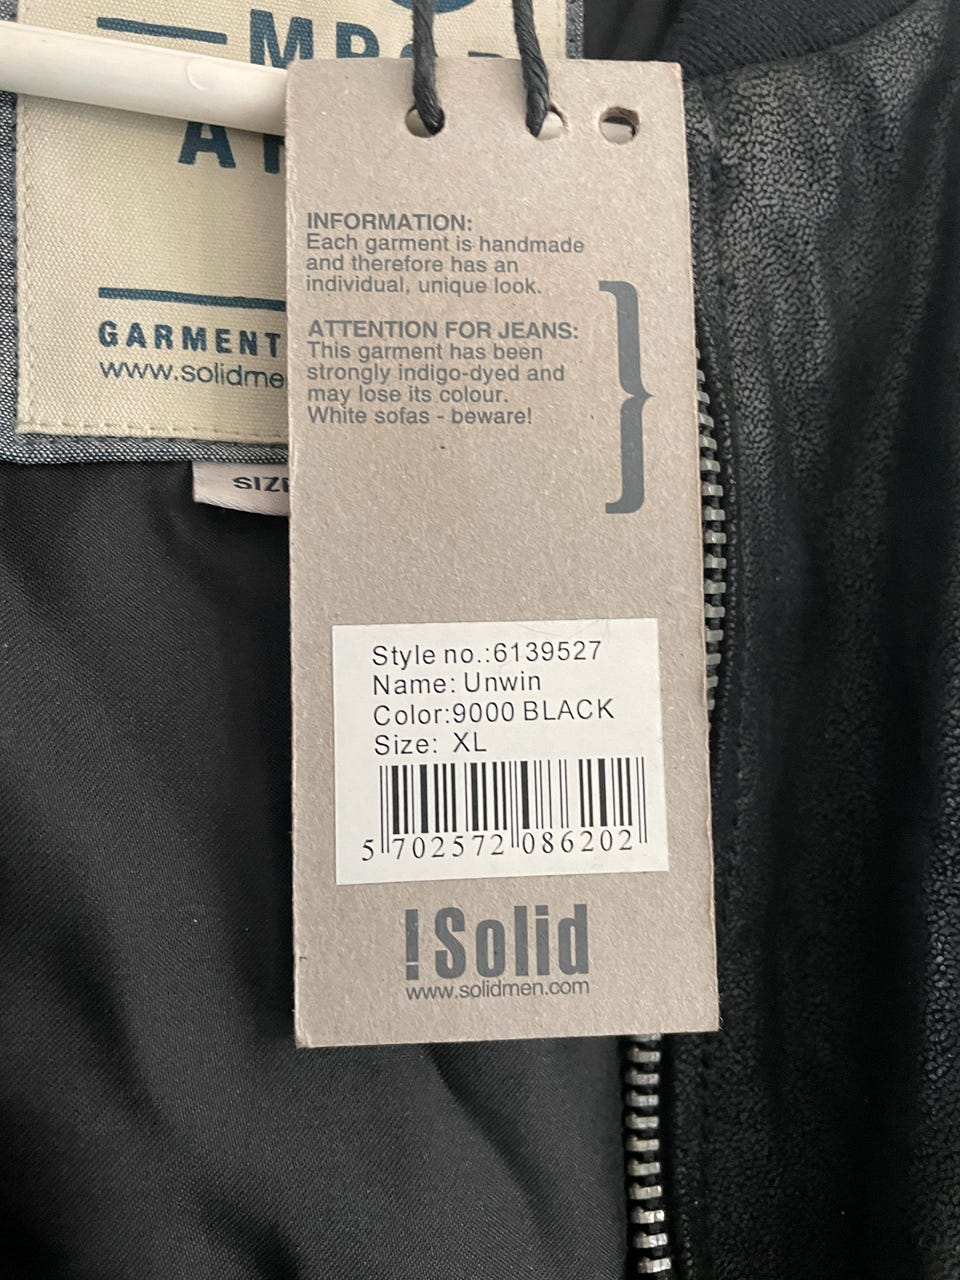 GARMENT
www.solidme
SIZE
INFORMATION:
Each garment is handmade
and therefore has an
individual, unique look.
ATTENTION FOR JEANS:
This garment has been
strongly indigo-dyed and
may lose its colour.
White sofas - beware!
Style no.:6139527
Name: Unwin
Color:9000 BLACK
Size: XL
5 702572 086202
!Solid
www.solidmen.com